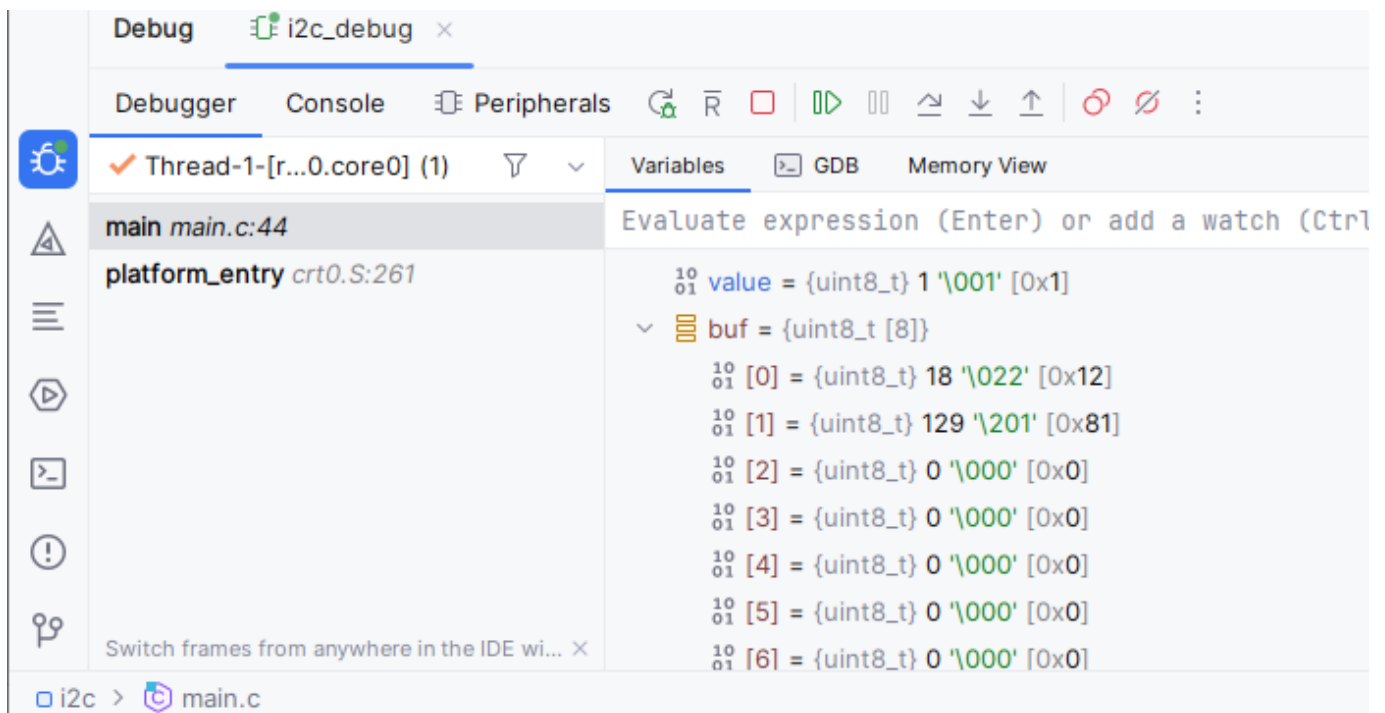 Debug i2c_debug
Debugger Console Peripherals
Thread-1-[r...0.core0] (1)
Variables GDB Memory View
main main.c:44
Evaluate expression (Enter) or add a watch (Ctrl
platform_entry crt0.S:261
value = {uint8_t} 1 '\001' [0x1]
buf = {uint8_t [8]}
[0] = {uint8_t} 18 '\022' [0x12]
[1] = {uint8_t} 129 '\201' [0x81]
[2] = {uint8_t} 0 '\000' [0x0]
[3] = {uint8_t} 0 '\000' [0x0]
[4] = {uint8_t} 0 '\000' [0x0]
[5] = {uint8_t} 0 '\000' [0x0]
[6] = {uint8_t} 0 '\000' [0x0]
Switch frames from anywhere in the IDE wi...
i2c > main.c